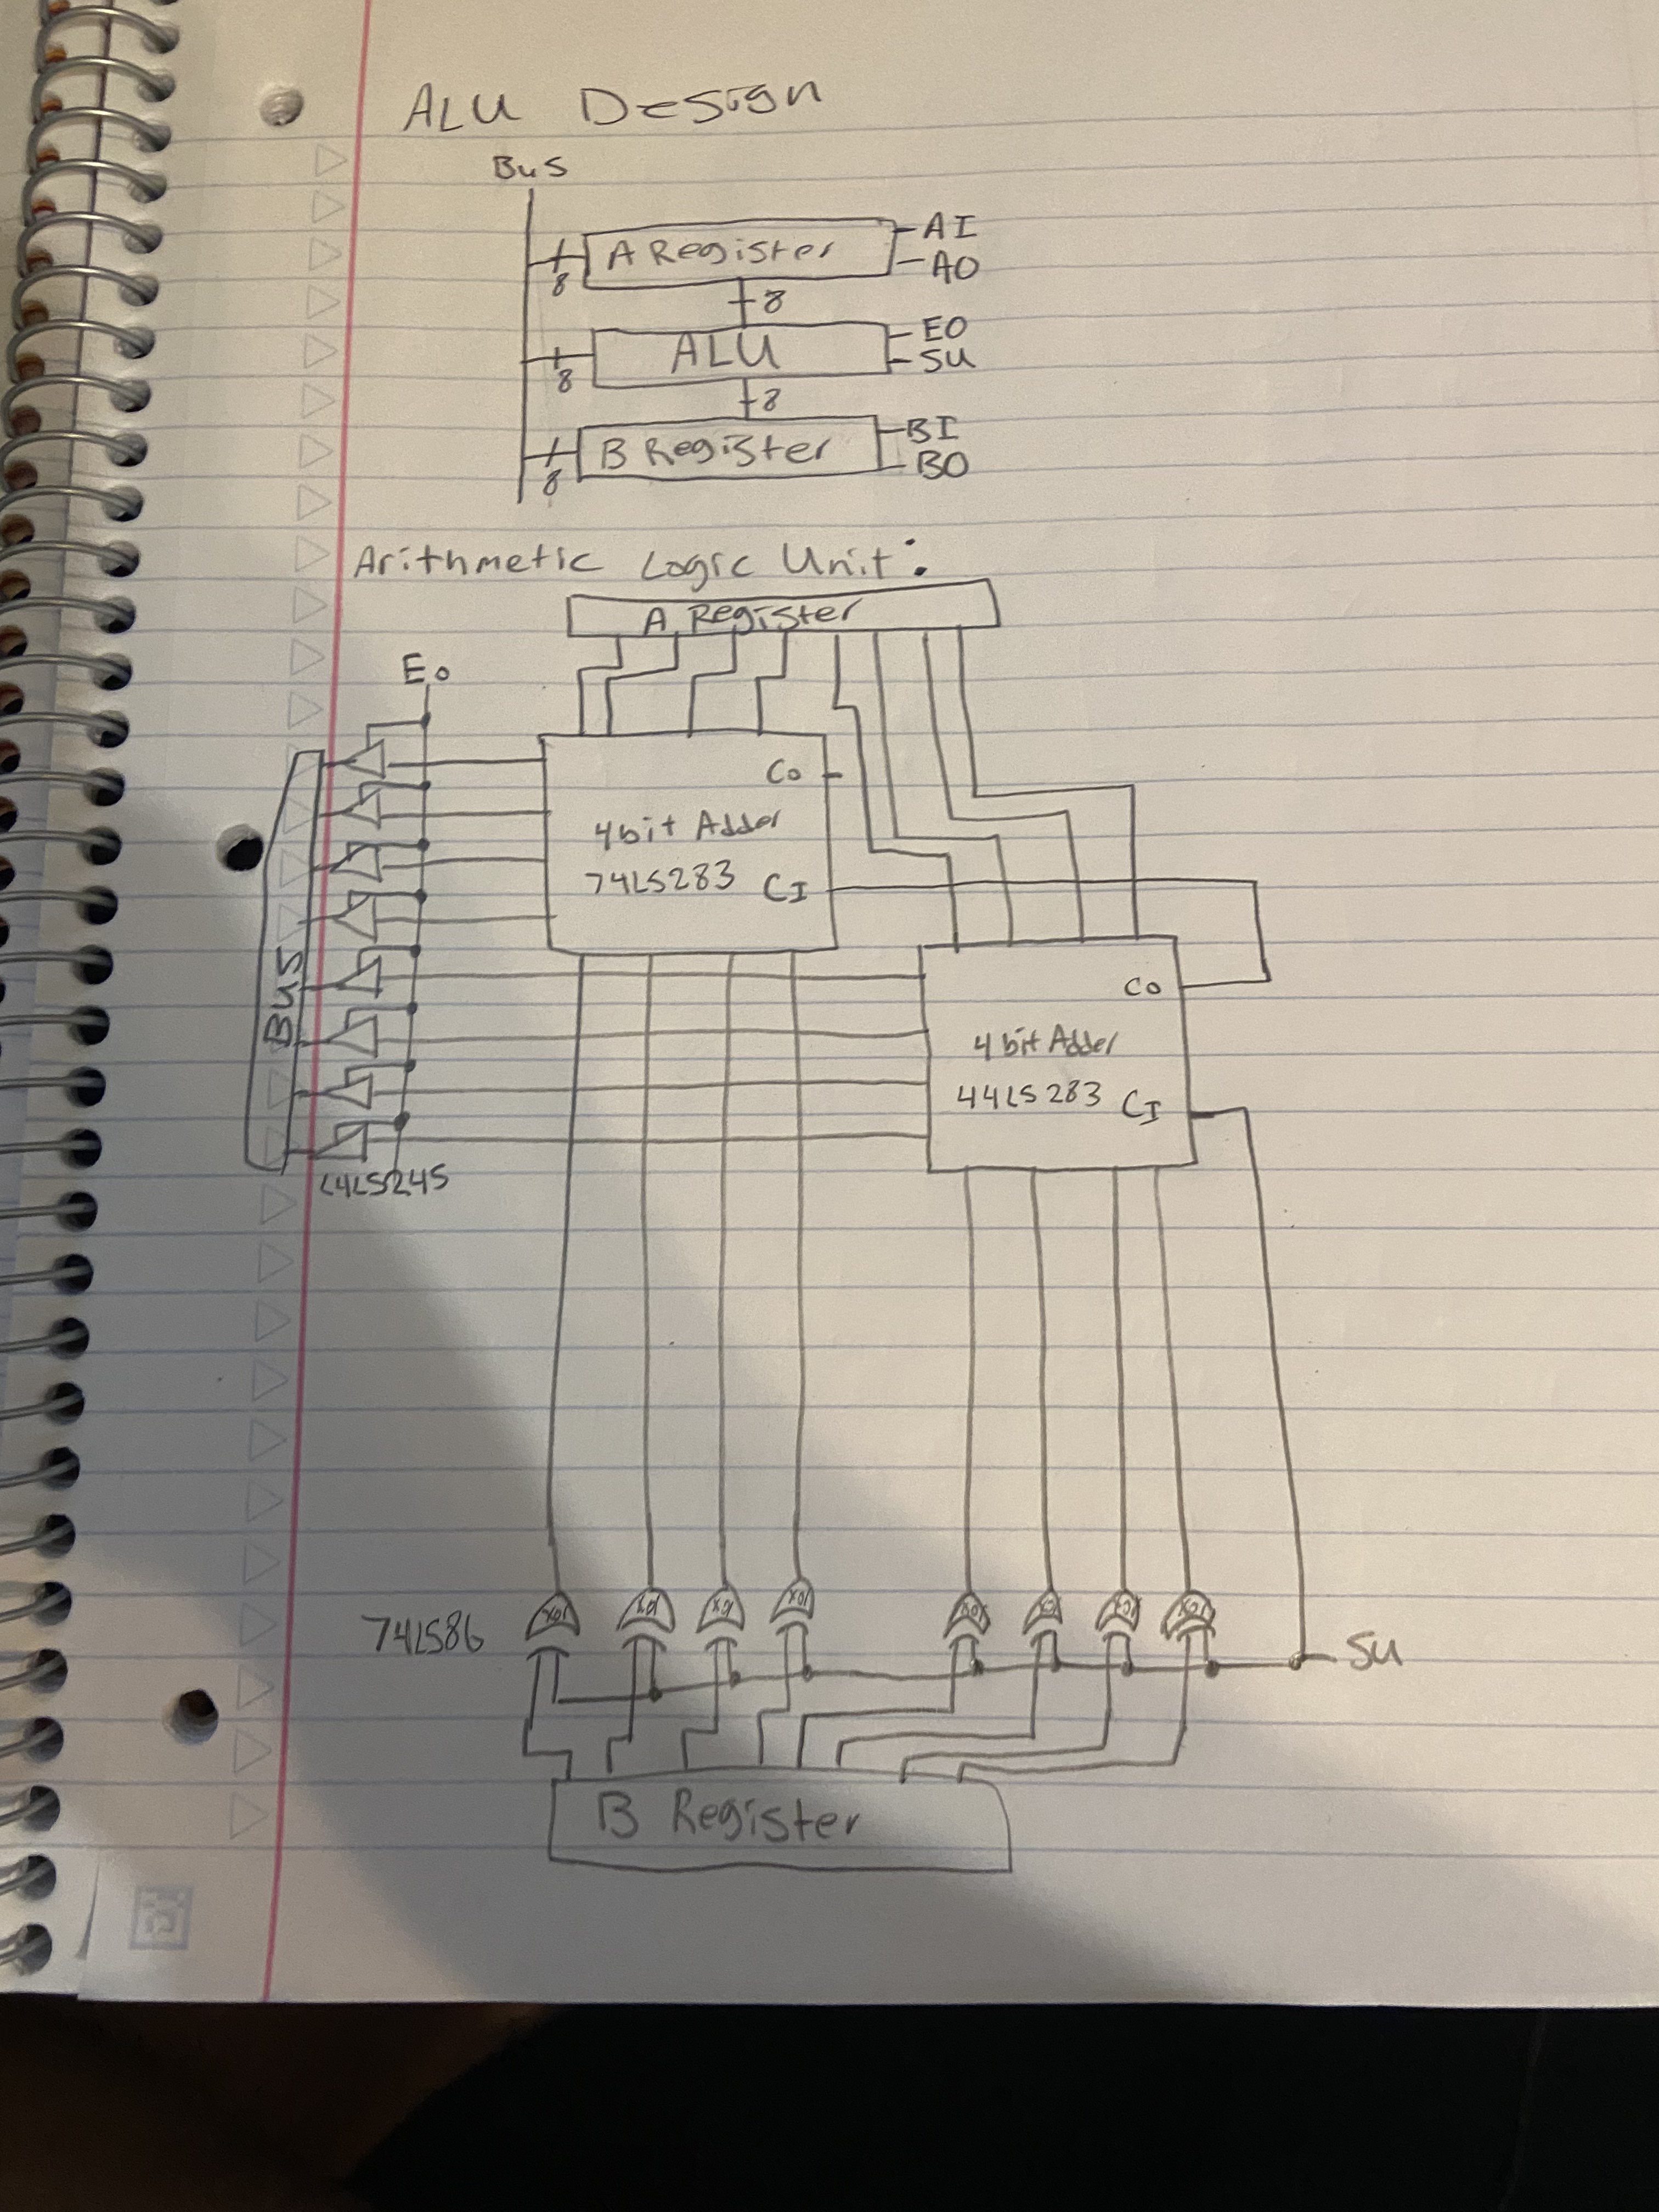 ALU Design
Bus
A Register
AI
AO
8
8
ALU
EO
SU
8
8
B Register
BI
BO
8
Arithmetic Logic Unit:
A Register
Eo
Co
4bit Adder
74LS283 CI
Bus
Co
4 bit Adder
44LS283 CI
L4LS245
74LS86
XOR
XOR
XOR
XOR
XOR
XOR
XOR
XOR
SU
B Register